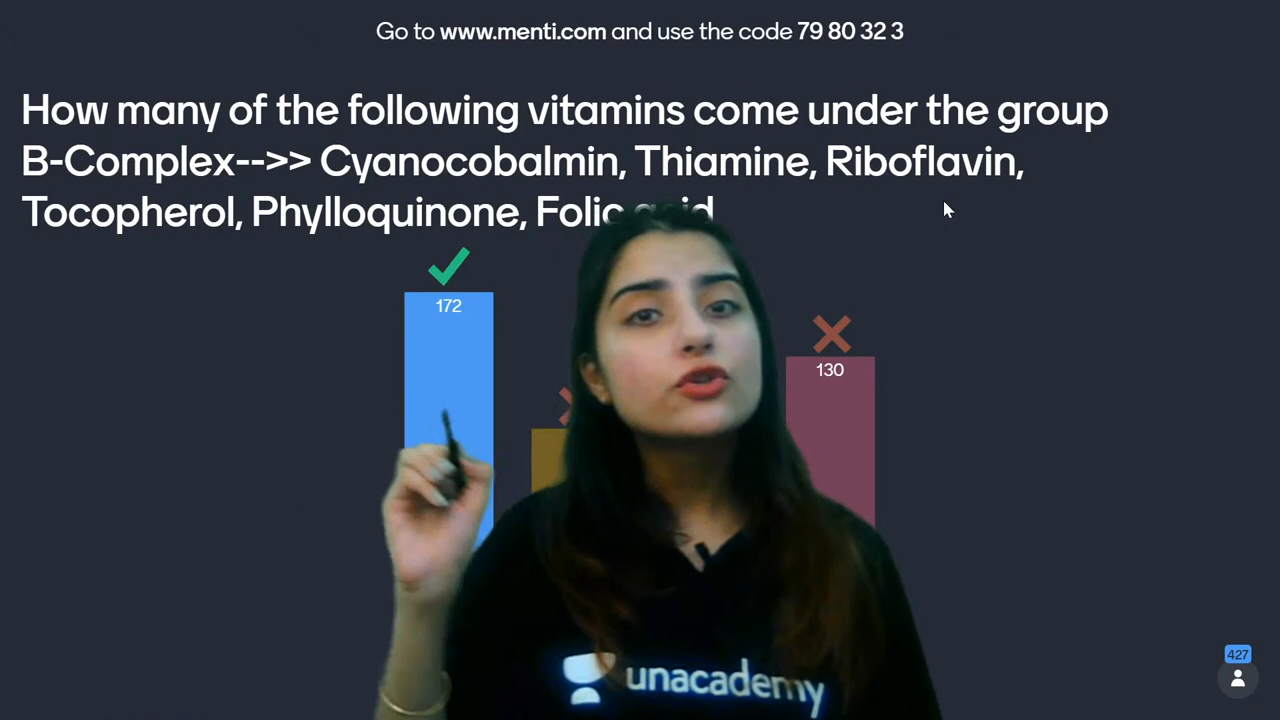 Go to www.menti.com and use the code 79 80 32 3
How many of the following vitamins come under the group
B-Complex-->> Cyanocobalmin, Thiamine, Riboflavin,
Tocopherol, Phylloquinone, Folic acid
172
130
unacademy
427